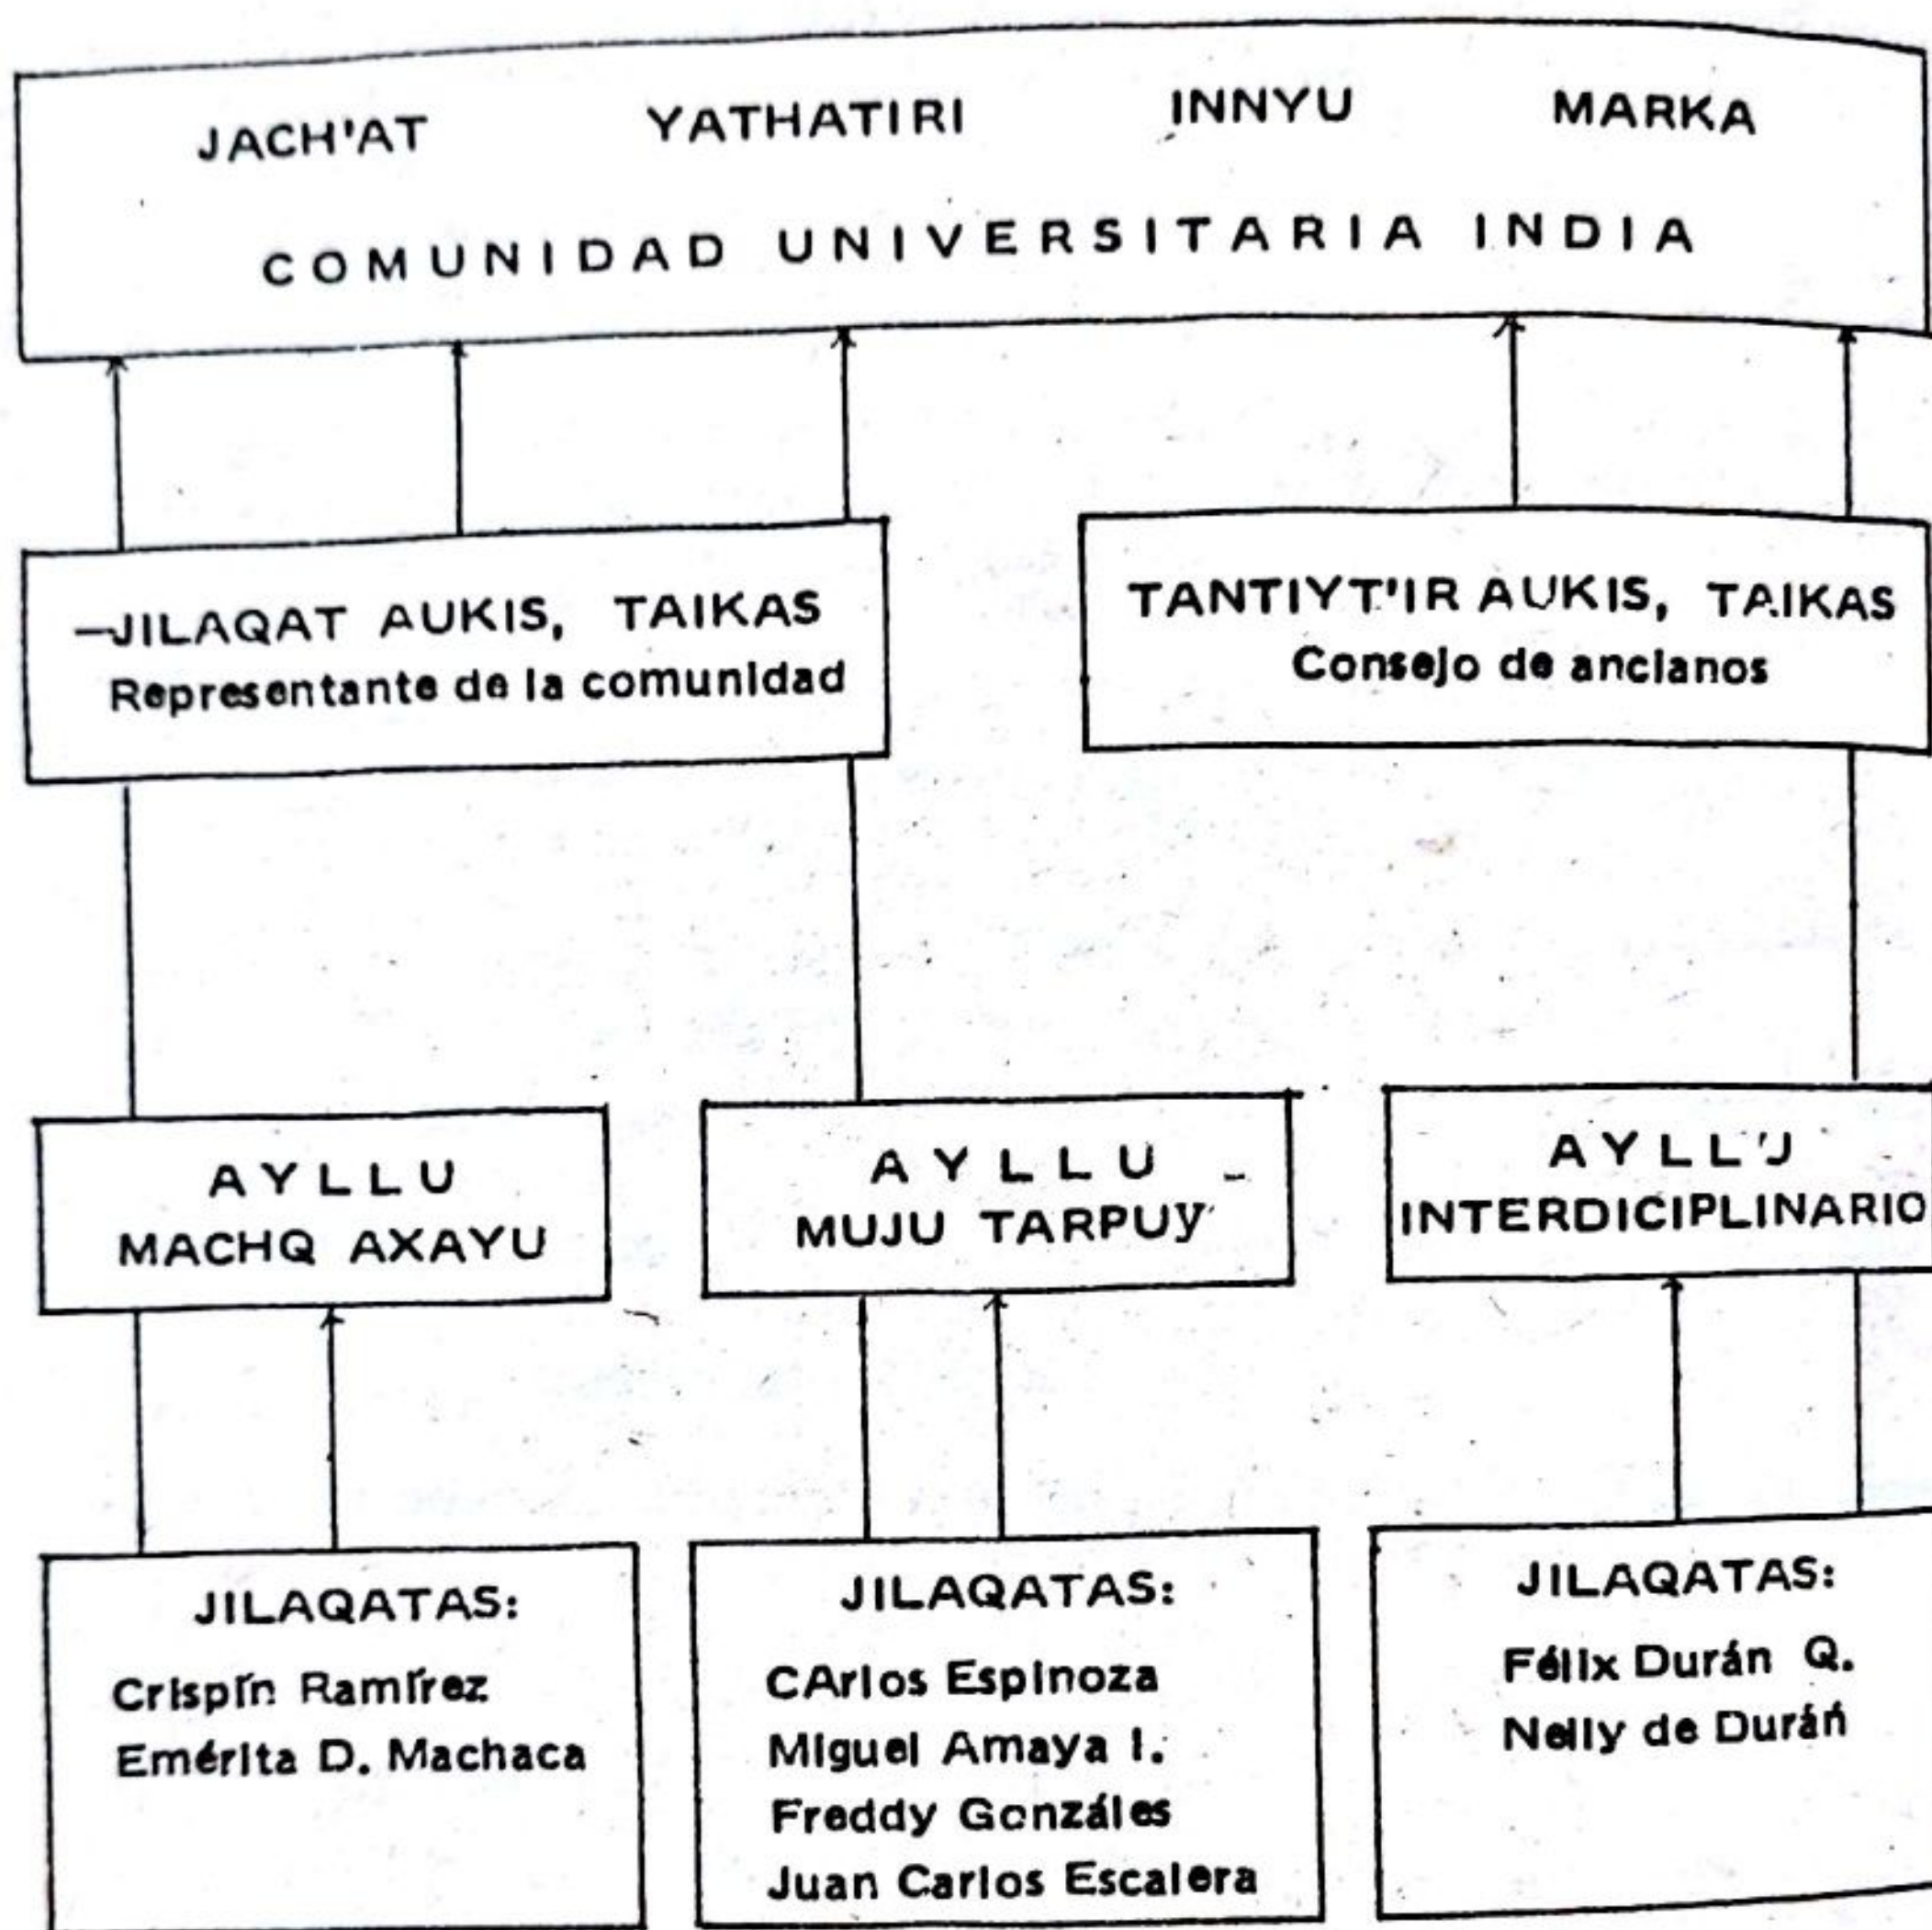 JACH'AT YATHATIRI INNYU MARKA
COMUNIDAD UNIVERSITARIA INDIA
—JILAQAT AUKIS, TAIKAS
Representante de la comunidad
TANTIYT'IR AUKIS, TAIKAS
Consejo de ancianos
AYLLU
MACHQ AXAYU
AYLLU
MUJU TARPUy
AYLLU
INTERDICIPLINARIO
JILAQATAS:
Crispín Ramírez
Emérita D. Machaca
JILAQATAS:
CArlos Espinoza
Miguel Amaya I.
Freddy Gonzáles
Juan Carlos Escalera
JILAQATAS:
Félix Durán Q.
Nelly de Durán